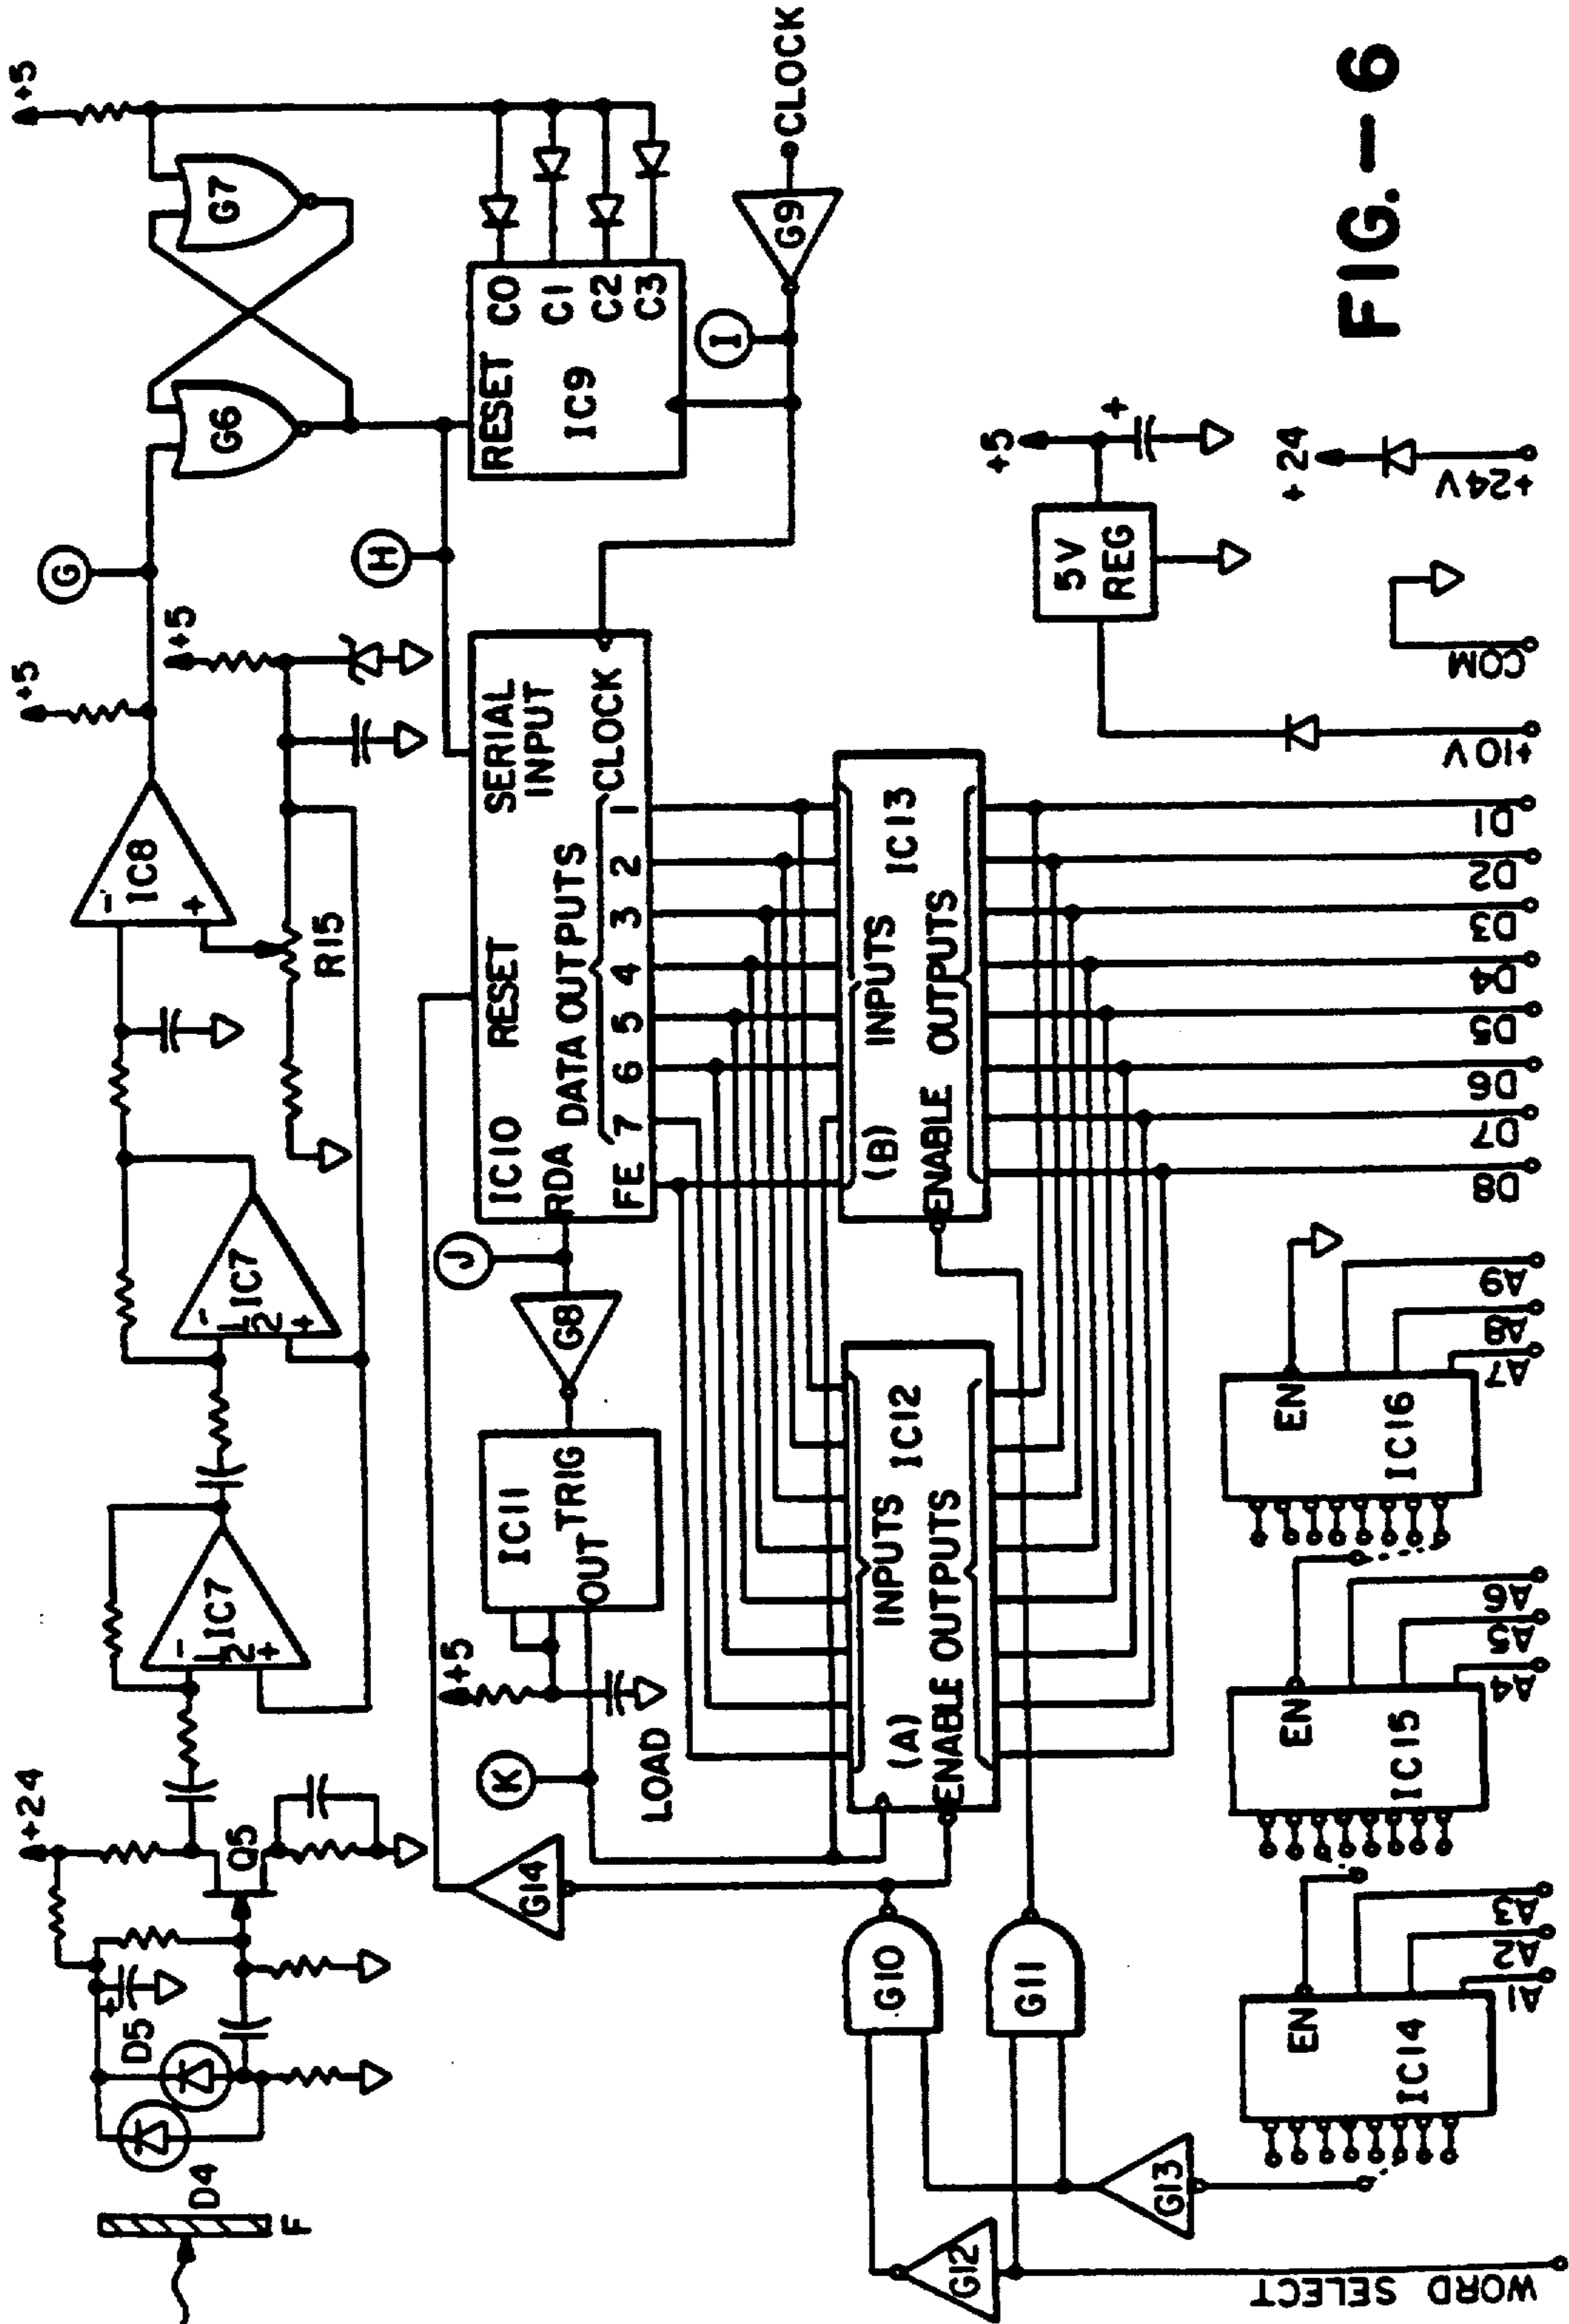 +5
+5
+5
+24
G
G6
G7
H
IC8
-
+
R15
IC7
1/2
-
+
IC7
1/2
-
+
Q5
+
D5
D4
F
RESET
C0
C1
C2
C3
IC9
I
G9
CLOCK
IC10
RESET
SERIAL
INPUT
RDA
DATA OUTPUTS
CLOCK
FE 7 6 5 4 3 2 1
J
G8
IC11
TRIG
OUT
+5
K
LOAD
G14
(A)
INPUTS
IC12
ENABLE
OUTPUTS
(B)
INPUTS
IC13
ENABLE
OUTPUTS
G10
G11
G12
G13
WORD SELECT
EN
IC14
A1
A2
A3
EN
IC15
A4
A5
A6
EN
IC16
A7
A8
A9
D8
D7
D6
D5
D4
D3
D2
D1
+10V
COM
+24V
5V
REG
+5
+
+24
FIG.-6